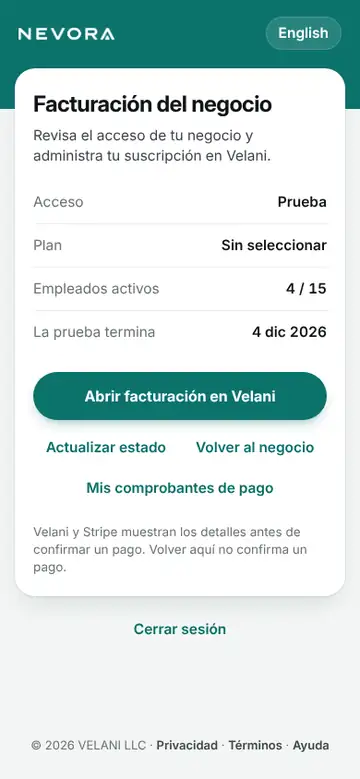 NEVORA
English
Facturación del negocio
Revisa el acceso de tu negocio y
administra tu suscripción en Velani.
Acceso
Prueba
Plan
Sin seleccionar
Empleados activos
4 / 15
La prueba termina
4 dic 2026
Abrir facturación en Velani
Actualizar estado
Volver al negocio
Mis comprobantes de pago
Velani y Stripe muestran los detalles antes de
confirmar un pago. Volver aquí no confirma un
pago.
Cerrar sesión
© 2026 VELANI LLC · Privacidad · Términos · Ayuda